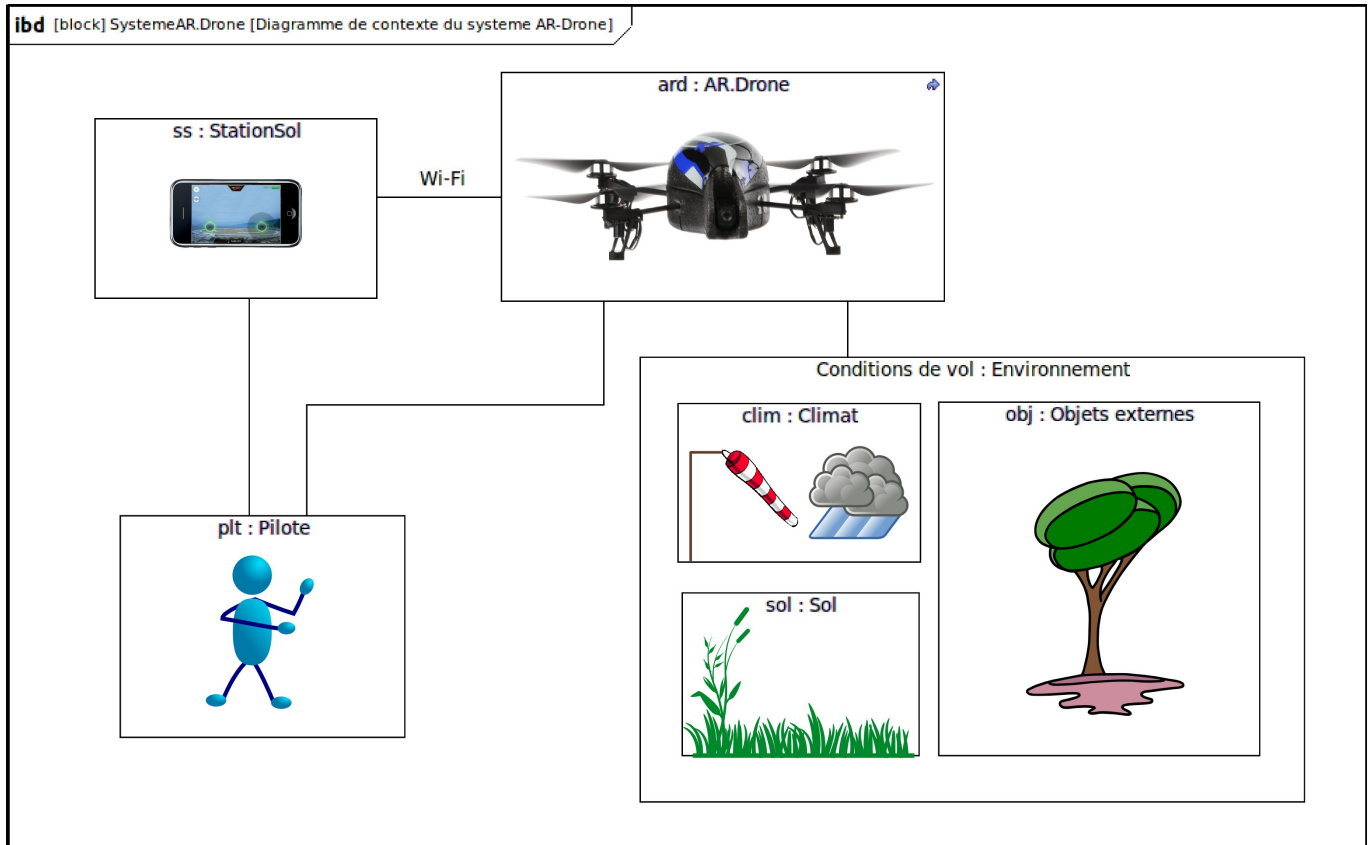 ibd [block] SystemeAR.Drone [Diagramme de contexte du systeme AR-Drone]
ard : AR.Drone
ss : StationSol
Wi-Fi
Conditions de vol : Environnement
clim : Climat
obj : Objets externes
plt : Pilote
sol : Sol